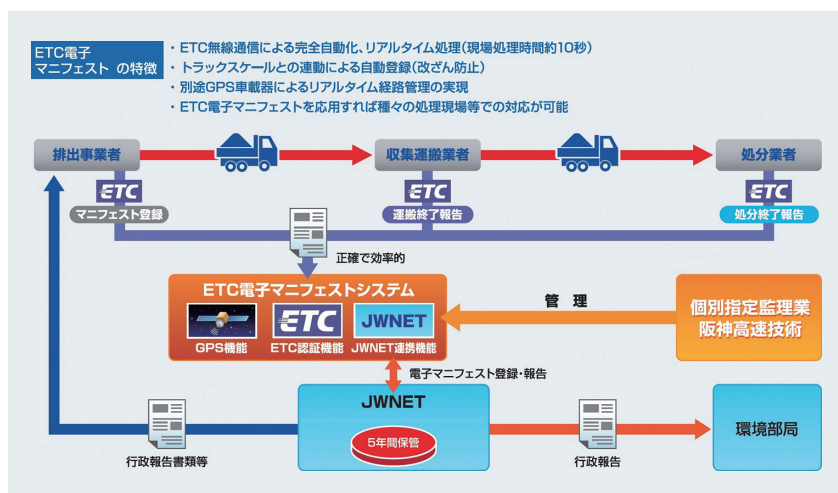 ETC電子
マニフェスト の特徴
・ETC無線通信による完全自動化、リアルタイム処理(現場処理時間約10秒)
・トラックスケールとの連動による自動登録(改ざん防止)
・別途GPS車載器によるリアルタイム経路管理の実現
・ETC電子マニフェストを応用すれば種々の処理現場等での対応が可能
排出事業者
収集運搬業者
処分業者
ETC
ETC
ETC
マニフェスト登録
運搬終了報告
処分終了報告
正確で効率的
ETC電子マニフェストシステム
ETC
JWNET
GPS機能
ETC認証機能
JWNET連携機能
管 理
個別指定監理業
阪神高速技術
電子マニフェスト登録・報告
JWNET
5年間保管
環境部局
行政報告書類等
行政報告